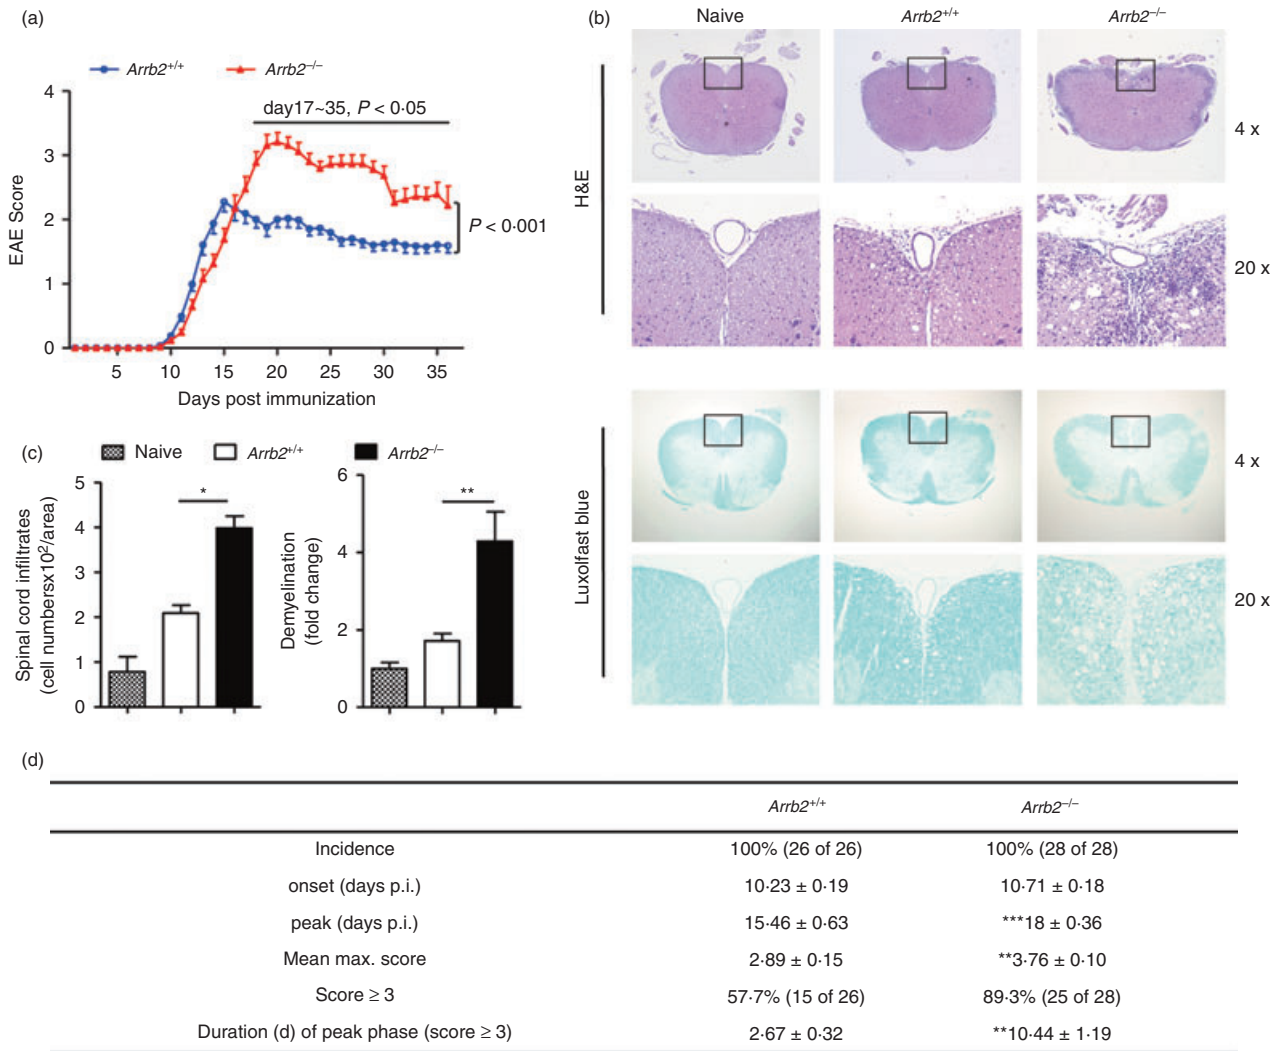 (a)
Arrb2+/+ Arrb2–/–
day17~35, P < 0·05
4
3
2
1
0
EAE Score
P < 0·001
5 10 15 20 25 30 35
Days post immunization
(b)
Naive Arrb2+/+ Arrb2–/–
H&E
4 x
20 x
Luxolfast blue
4 x
20 x
(c)
Naive Arrb2+/+ Arrb2–/–
Spinal cord infiltrates
(cell numbersx10²/area)
5
4
3
2
1
0
*
Demyelination
(fold change)
6
4
2
0
**
(d)
Arrb2+/+ Arrb2–/–
Incidence 100% (26 of 26) 100% (28 of 28)
onset (days p.i.) 10·23 ± 0·19 10·71 ± 0·18
peak (days p.i.) 15·46 ± 0·63 ***18 ± 0·36
Mean max. score 2·89 ± 0·15 **3·76 ± 0·10
Score ≥ 3 57·7% (15 of 26) 89·3% (25 of 28)
Duration (d) of peak phase (score ≥ 3) 2·67 ± 0·32 **10·44 ± 1·19